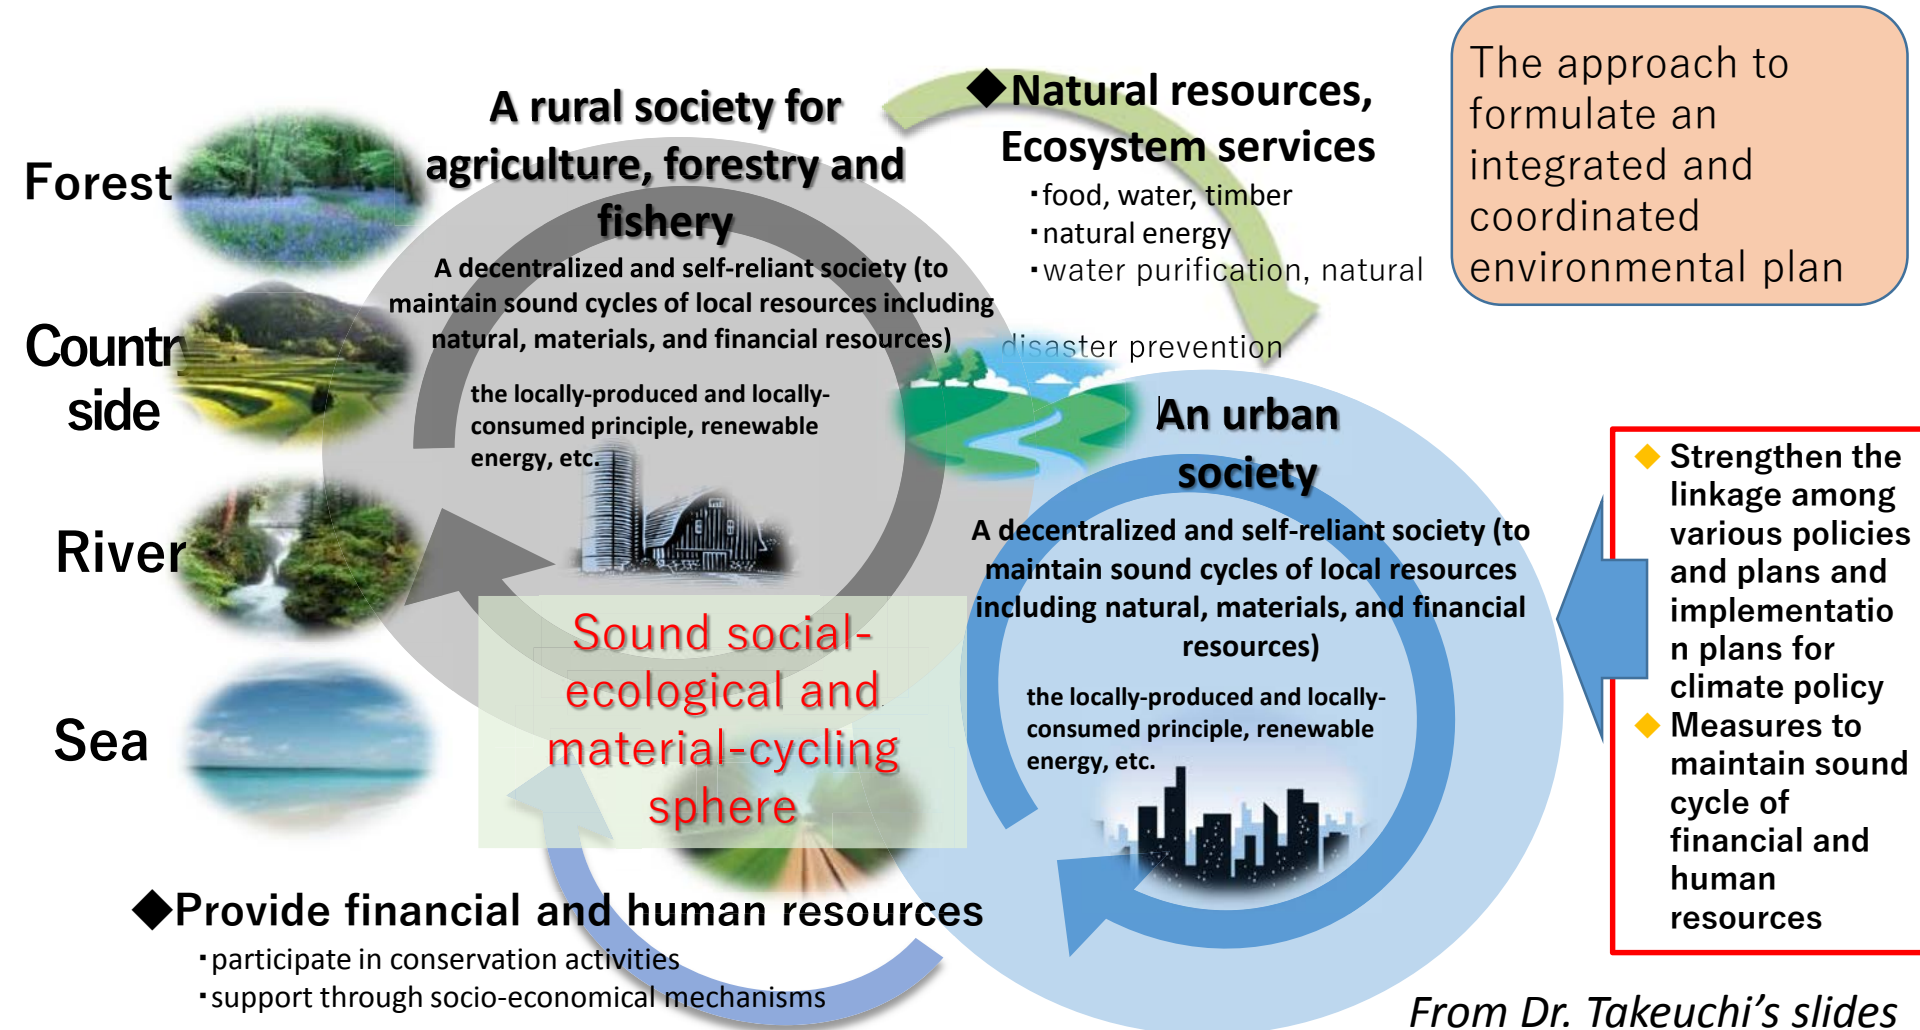 The approach to
formulate an
integrated and
coordinated
environmental plan
Forest
Countr
side
River
Sea
A rural society for
agriculture, forestry and
fishery
A decentralized and self-reliant society (to
maintain sound cycles of local resources including
natural, materials, and financial resources)
the locally-produced and locally-
consumed principle, renewable
energy, etc.
◆Natural resources,
Ecosystem services
・food, water, timber
・natural energy
・water purification, natural
disaster prevention
An urban
society
A decentralized and self-reliant society (to
maintain sound cycles of local resources
including natural, materials, and financial
resources)
the locally-produced and locally-
consumed principle, renewable
energy, etc.
Sound social-
ecological and
material-cycling
sphere
◆Provide financial and human resources
・participate in conservation activities
・support through socio-economical mechanisms
◆ Strengthen the
linkage among
various policies
and plans and
implementatio
n plans for
climate policy
◆ Measures to
maintain sound
cycle of
financial and
human
resources
From Dr. Takeuchi’s slides